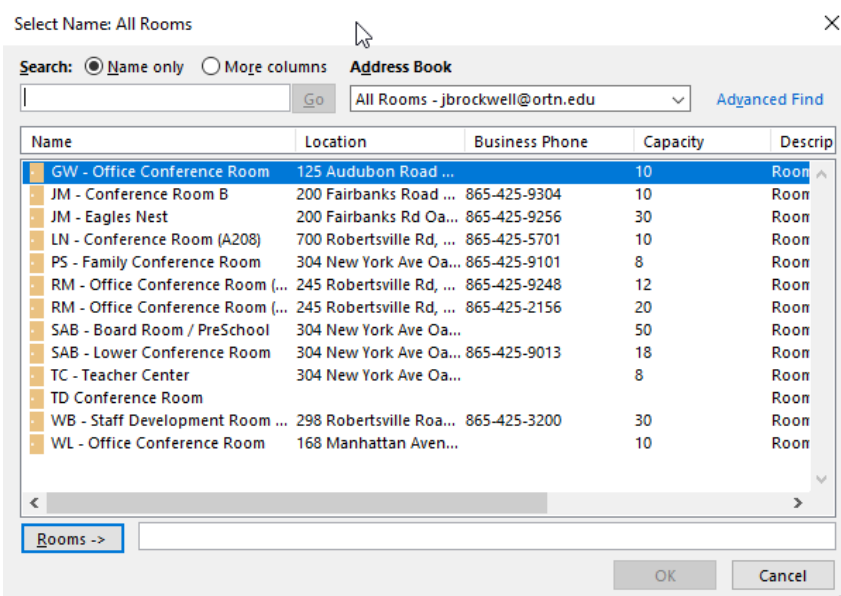 Select Name: All Rooms
Search: Name only More columns Address Book
Go All Rooms - jbrockwell@ortn.edu Advanced Find
Name Location Business Phone Capacity Descrip
GW - Office Conference Room 125 Audubon Road ... 10 Room
JM - Conference Room B 200 Fairbanks Road ... 865-425-9304 10 Room
JM - Eagles Nest 200 Fairbanks Rd Oa... 865-425-9256 30 Room
LN - Conference Room (A208) 700 Robertsville Rd, ... 865-425-5701 10 Room
PS - Family Conference Room 304 New York Ave Oa... 865-425-9101 8 Room
RM - Office Conference Room (... 245 Robertsville Rd, ... 865-425-9248 12 Room
RM - Office Conference Room (... 245 Robertsville Rd, ... 865-425-2156 20 Room
SAB - Board Room / PreSchool 304 New York Ave Oa... 50 Room
SAB - Lower Conference Room 304 New York Ave Oa... 865-425-9013 18 Room
TC - Teacher Center 304 New York Ave Oa... 8 Room
TD Conference Room Room
WB - Staff Development Room ... 298 Robertsville Roa... 865-425-3200 30 Room
WL - Office Conference Room 168 Manhattan Aven... 10 Room
Rooms ->
OK Cancel